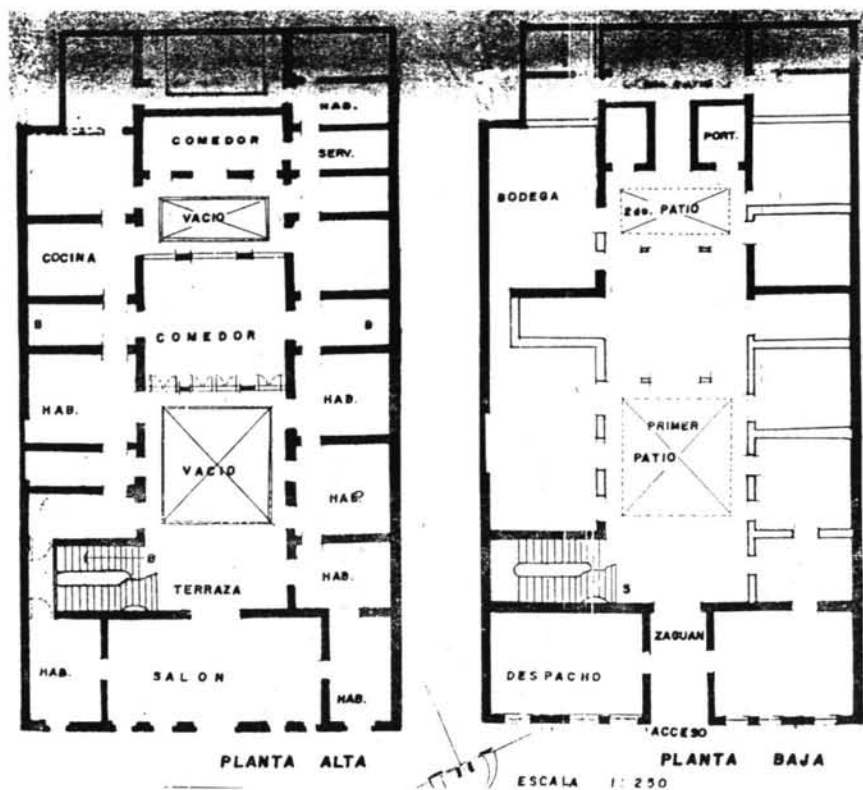 HAB.
COMEDOR
SERV.
VACIO
COCINA
B
B
COMEDOR
HAB.
HAB.
VACIO
HAB.
B
HAB.
TERRAZA
HAB.
SALON
HAB.
PLANTA ALTA
PORT.
BODEGA
2do. PATIO
PRIMER
PATIO
S
ZAGUAN
DESPACHO
ACCESO
PLANTA BAJA
ESCALA 1:250